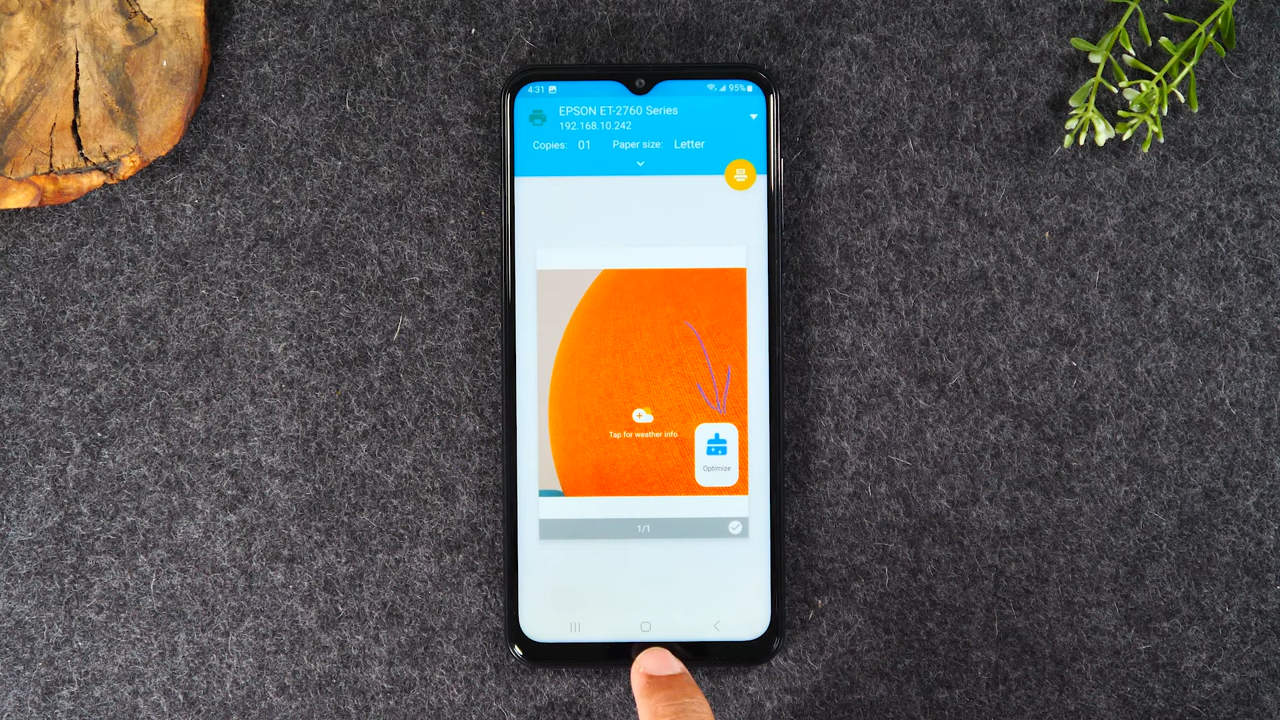 4:31
95%
EPSON ET-2760 Series
192.168.10.242
Copies: 01 Paper size: Letter
Tap for weather info
Optimize
1/1